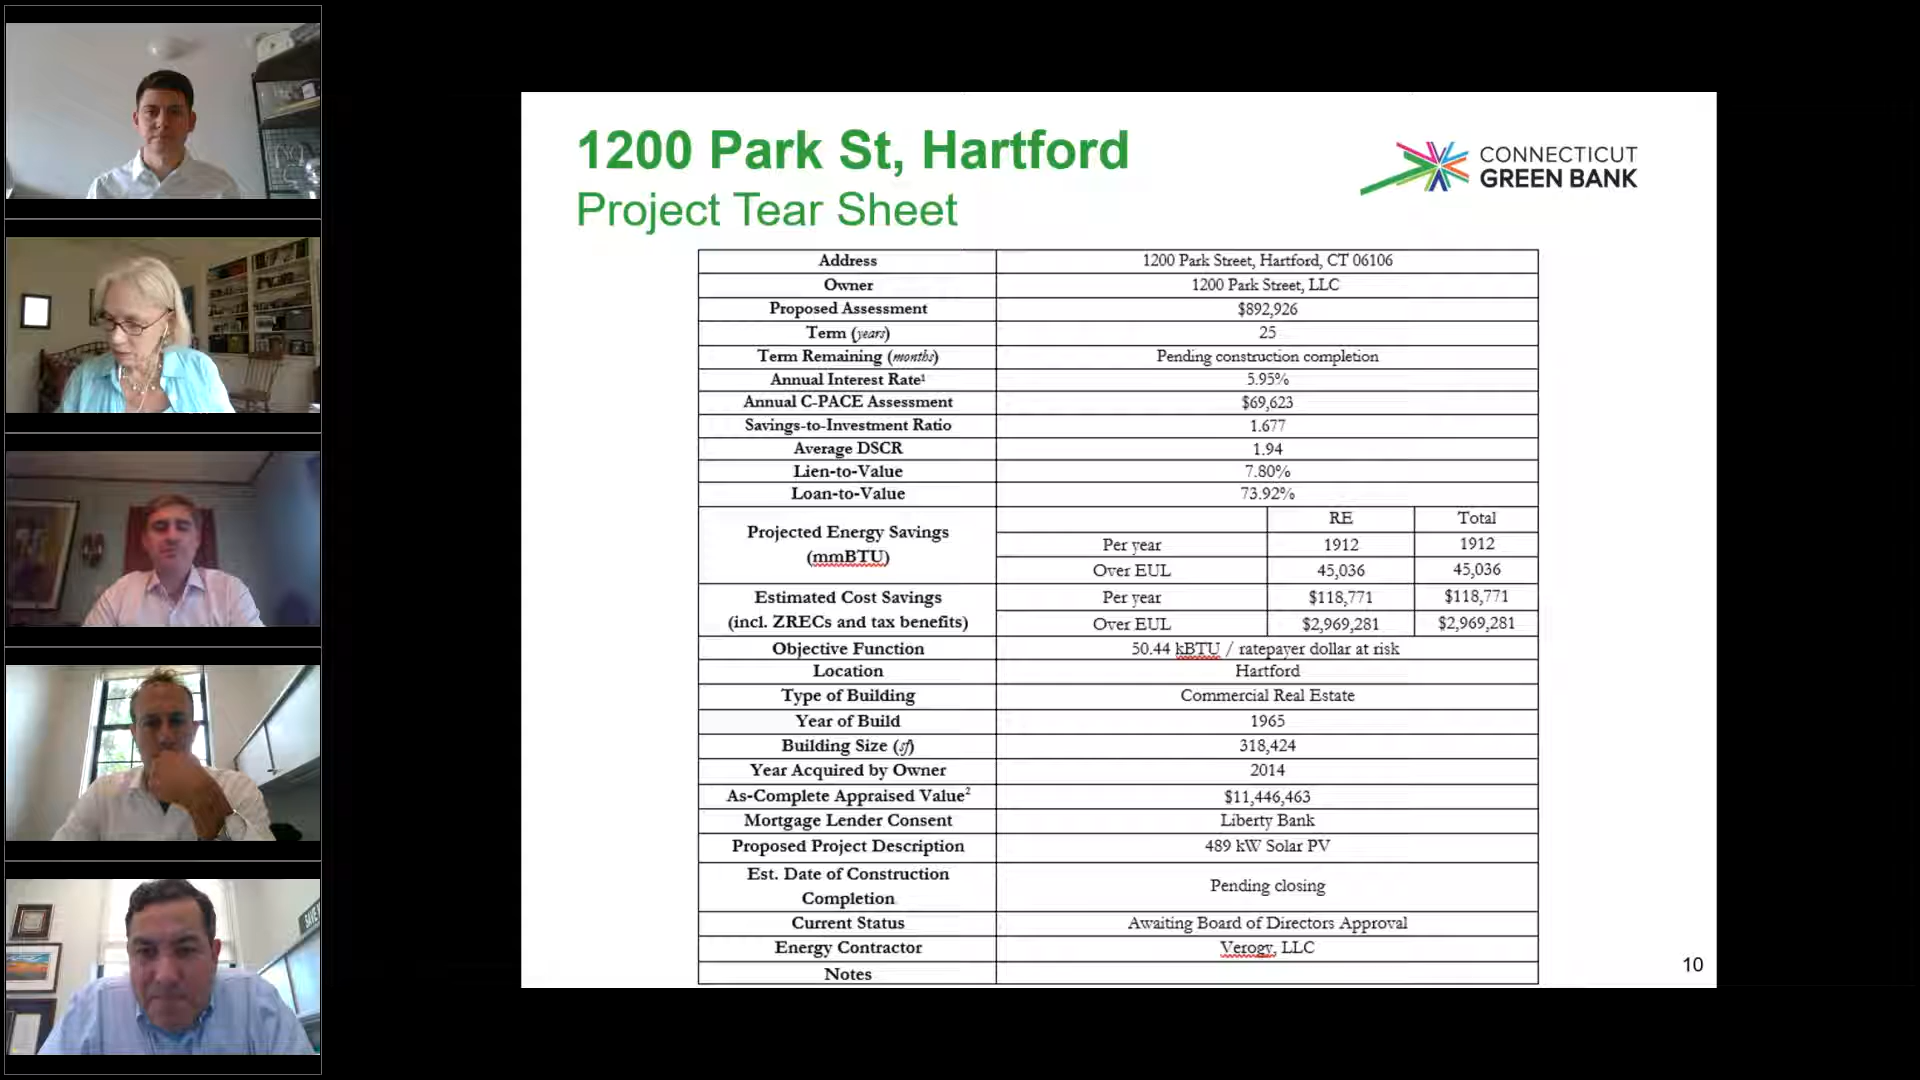 1200 Park St, Hartford
Project Tear Sheet
CONNECTICUT
GREEN BANK
Address 1200 Park Street, Hartford, CT 06106
Owner 1200 Park Street, LLC
Proposed Assessment $892,926
Term (years) 25
Term Remaining (months) Pending construction completion
Annual Interest Rate¹ 5.95%
Annual C-PACE Assessment $69,623
Savings-to-Investment Ratio 1.677
Average DSCR 1.94
Lien-to-Value 7.80%
Loan-to-Value 73.92%
Projected Energy Savings
(mmBTU)
RE Total
Per year 1912 1912
Over EUL 45,036 45,036
Estimated Cost Savings
(incl. ZRECs and tax benefits)
Per year $118,771 $118,771
Over EUL $2,969,281 $2,969,281
Objective Function 50.44 kBTU / ratepayer dollar at risk
Location Hartford
Type of Building Commercial Real Estate
Year of Build 1965
Building Size (sf) 318,424
Year Acquired by Owner 2014
As-Complete Appraised Value² $11,446,463
Mortgage Lender Consent Liberty Bank
Proposed Project Description 489 kW Solar PV
Est. Date of Construction
Completion
Pending closing
Current Status Awaiting Board of Directors Approval
Energy Contractor Verogy, LLC
Notes
10